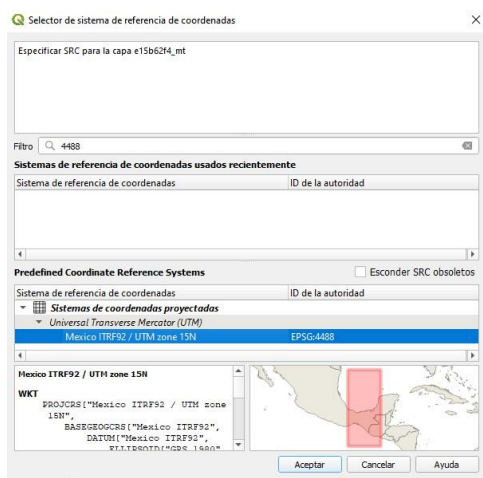 Selector de sistema de referencia de coordenadas
Especificar SRC para la capa e15b62f4_mt
Filtro 4488
Sistemas de referencia de coordenadas usados recientemente
Sistema de referencia de coordenadas ID de la autoridad
Predefined Coordinate Reference Systems Esconder SRC obsoletos
Sistema de referencia de coordenadas ID de la autoridad
Sistemas de coordenadas proyectadas
Universal Transverse Mercator (UTM)
Mexico ITRF92 / UTM zone 15N EPSG:4488
Mexico ITRF92 / UTM zone 15N
WKT
PROJCRS["Mexico ITRF92 / UTM zone
15N",
BASEGEOGCRS["Mexico ITRF92",
DATUM["Mexico ITRF92",
ELLIPSOID["GRS 1980"
Aceptar Cancelar Ayuda